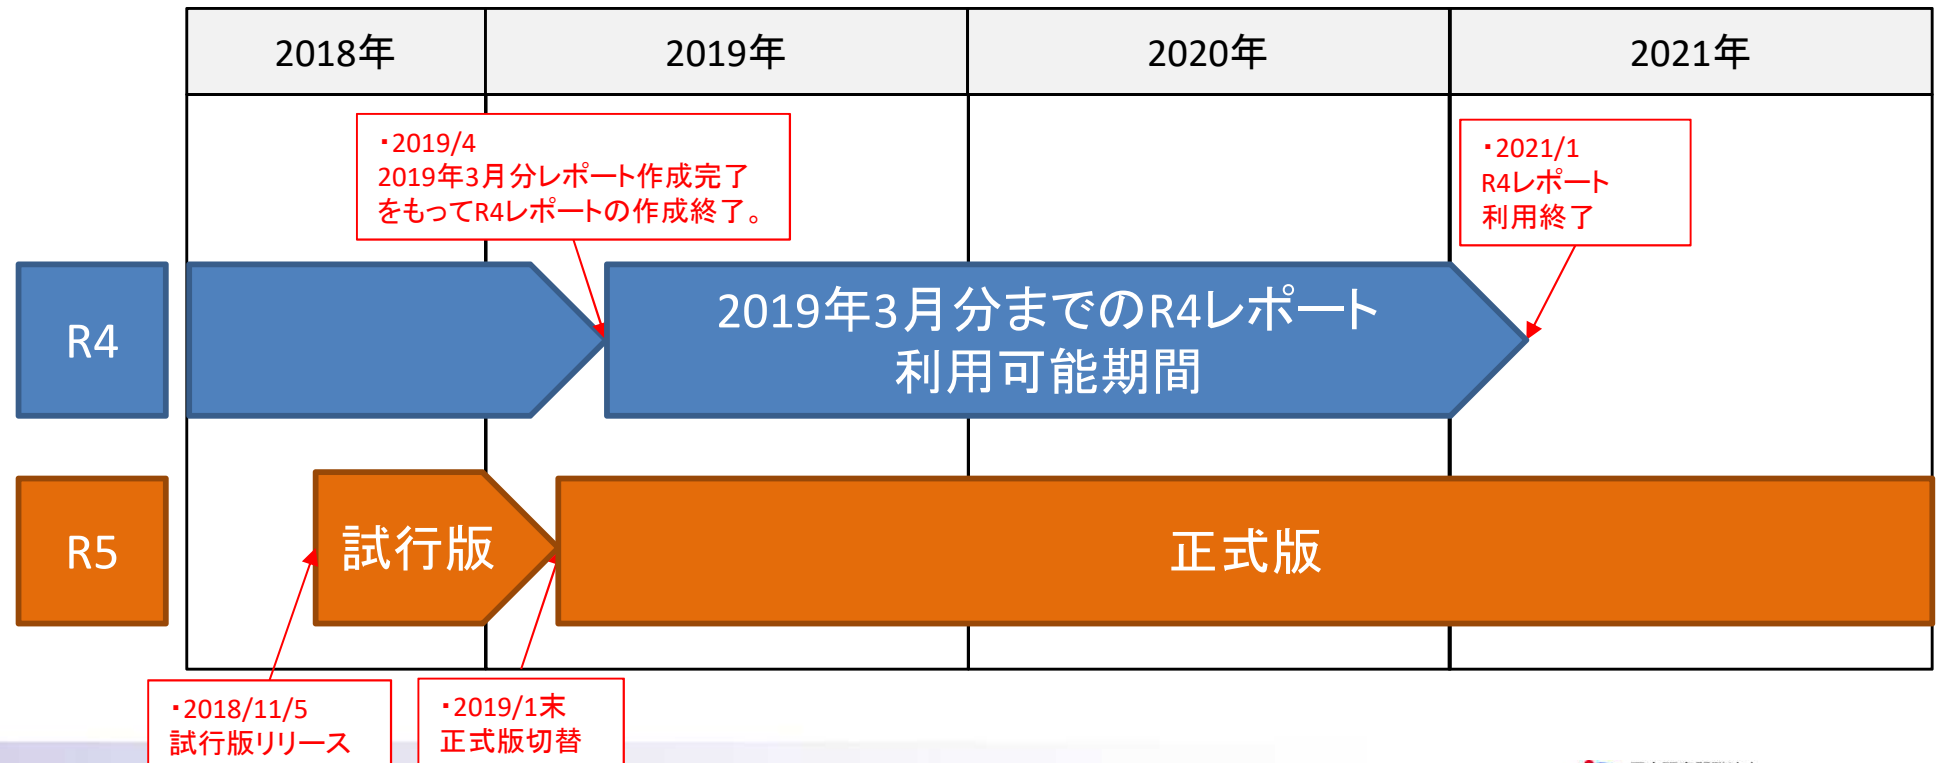 2018年
2019年
2020年
2021年
・2019/4
2019年3月分レポート作成完了
をもってR4レポートの作成終了。
・2021/1
R4レポート
利用終了
R4
2019年3月分までのR4レポート
利用可能期間
R5
試行版
正式版
・2018/11/5
試行版リリース
・2019/1末
正式版切替